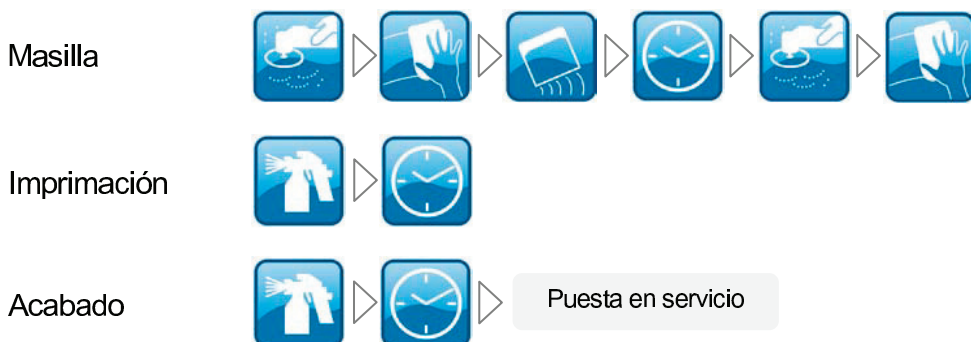 Masilla
Imprimación
Acabado
Puesta en servicio